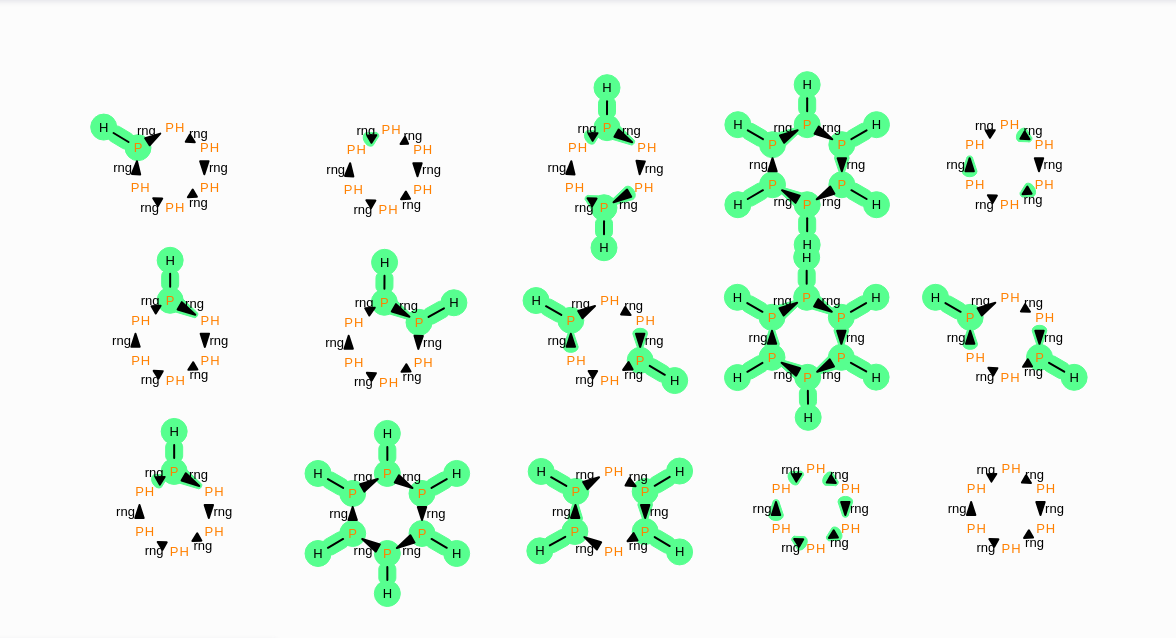 H
rng PH rng
P PH
rng rng
PH PH
rng PH rng
rng PH rng
PH PH
rng rng
PH PH
rng PH rng
H
rng P rng
PH PH
rng rng
PH PH
rng P rng
H
H
H rng P rng H
P P
rng rng
P P
H rng P rng H
H
rng PH rng
PH PH
rng rng
PH PH
rng PH rng
H
rng P rng
PH PH
rng rng
PH PH
rng PH rng
H
rng P rng H
PH P
rng rng
PH PH
rng PH rng
H rng PH rng
P PH
rng rng
PH P
rng PH rng H
H
H rng P rng H
P P
rng rng
P P
H rng P rng H
H
H rng PH rng
P PH
rng rng
PH P
rng PH rng H
H
rng P rng
PH PH
rng rng
PH PH
rng PH rng
H
H rng P rng H
P P
rng rng
P P
H rng P rng H
H
H rng PH rng H
P P
rng rng
P P
H rng PH rng H
rng PH rng
PH PH
rng rng
PH PH
rng PH rng
rng PH rng
PH PH
rng rng
PH PH
rng PH rng